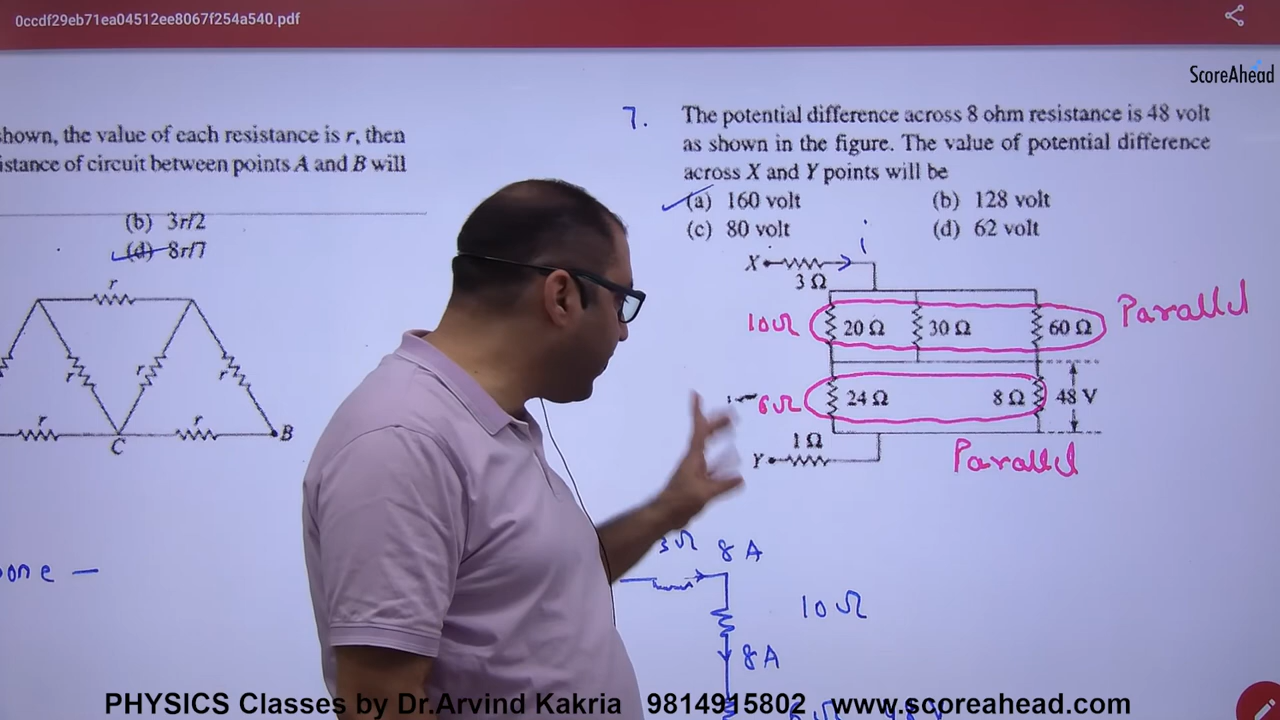 0ccdf29eb71ea04512ee8067f254a540.pdf
ScoreAhead
shown, the value of each resistance is r, then
istance of circuit between points A and B will
(b) 3r/2
(d) 8r/7
r
r
r
r
r
r
C
B
one —
7.
The potential difference across 8 ohm resistance is 48 volt
as shown in the figure. The value of potential difference
across X and Y points will be
(a) 160 volt
(b) 128 volt
(c) 80 volt
(d) 62 volt
i
X
3 Ω
10Ω
20 Ω
30 Ω
60 Ω
Parallel
6Ω
24 Ω
8 Ω
48 V
1 Ω
Y
Parallel
3Ω
8 A
10 Ω
8A
PHYSICS Classes by Dr.Arvind Kakria 9814915802 www.scoreahead.com